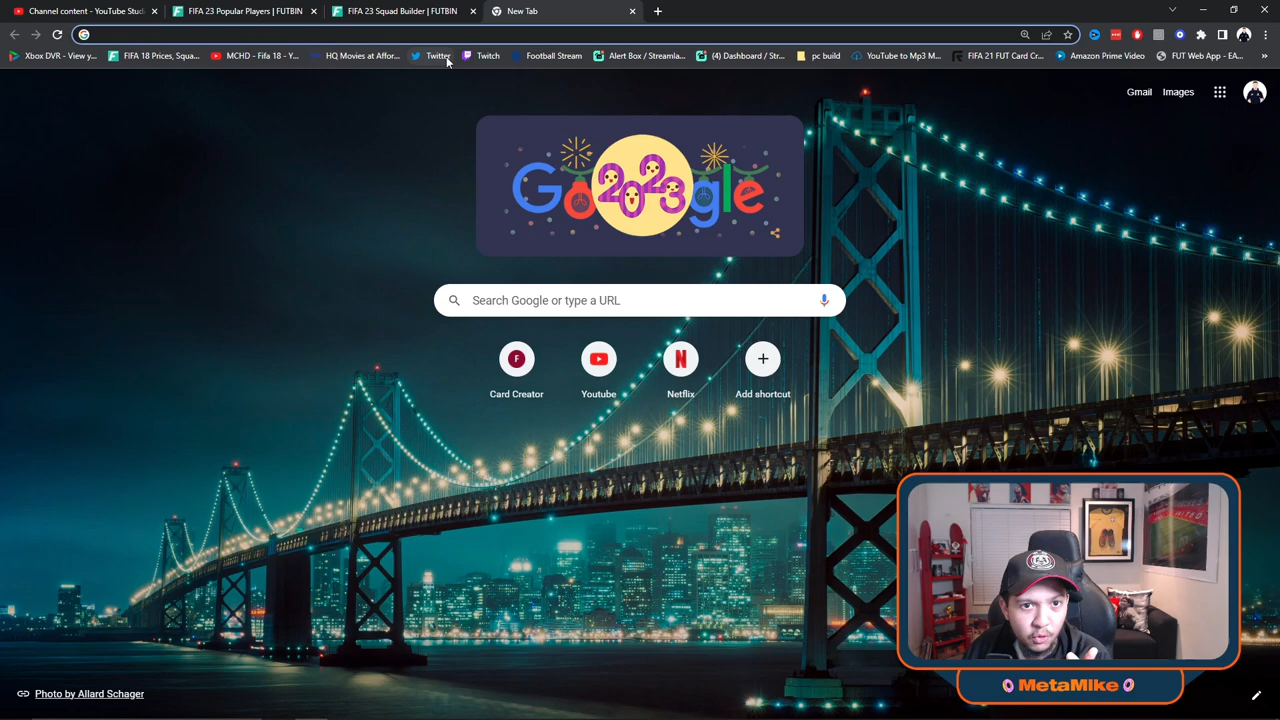 Channel content - YouTube Stud
FIFA 23 Popular Players | FUTBIN
FIFA 23 Squad Builder | FUTBIN
New Tab
Xbox DVR - View y...
FIFA 18 Prices, Squa...
MCHD - Fifa 18 - Y...
HQ Movies at Affor...
Twitter
Twitch
Football Stream
Alert Box / Streamla...
(4) Dashboard / Str...
pc build
YouTube to Mp3 M...
FIFA 21 FUT Card Cr...
Amazon Prime Video
FUT Web App - EA...
Gmail
Images
Go2023gle
Search Google or type a URL
F
N
Card Creator
Youtube
Netflix
Add shortcut
UNITED
MetaMike
Photo by Allard Schager